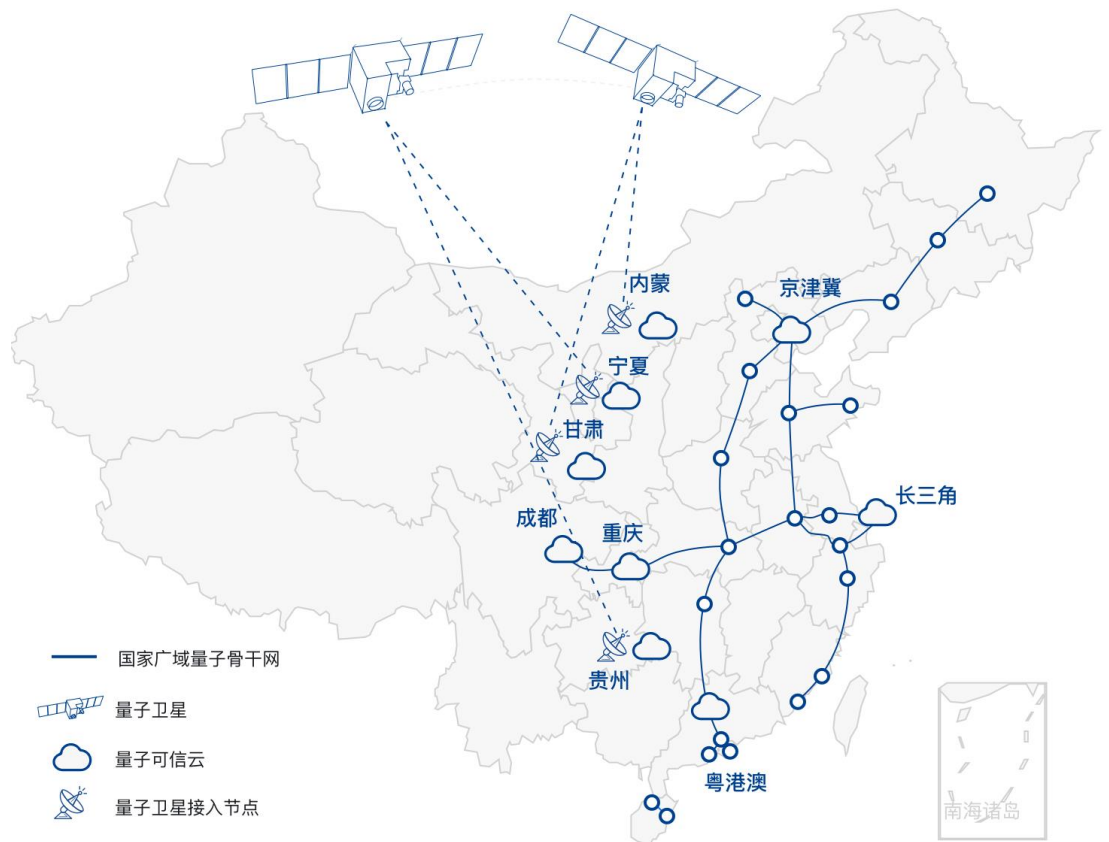 内蒙
京津冀
宁夏
甘肃
长三角
成都
重庆
贵州
粤港澳
国家广域量子骨干网
量子卫星
量子可信云
量子卫星接入节点
南海诸岛